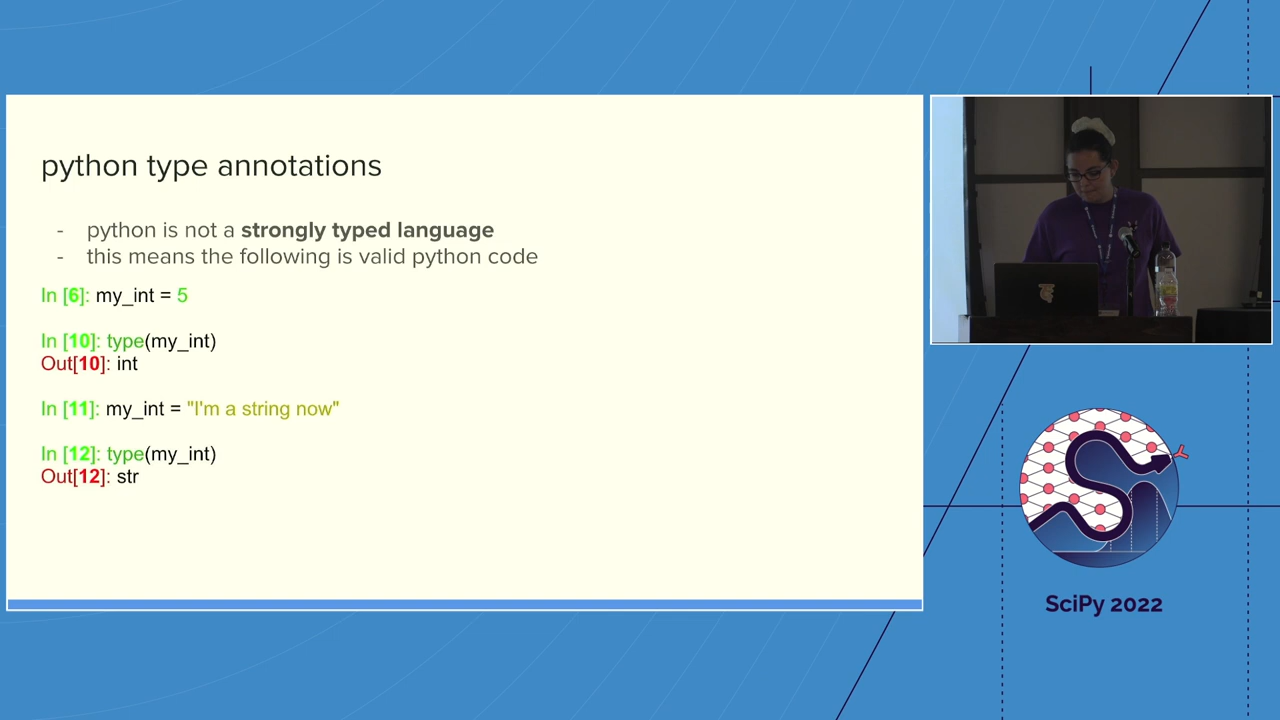 python type annotations
- python is not a strongly typed language
- this means the following is valid python code
In [6]: my_int = 5
In [10]: type(my_int)
Out[10]: int
In [11]: my_int = "I'm a string now"
In [12]: type(my_int)
Out[12]: str
SciPy 2022